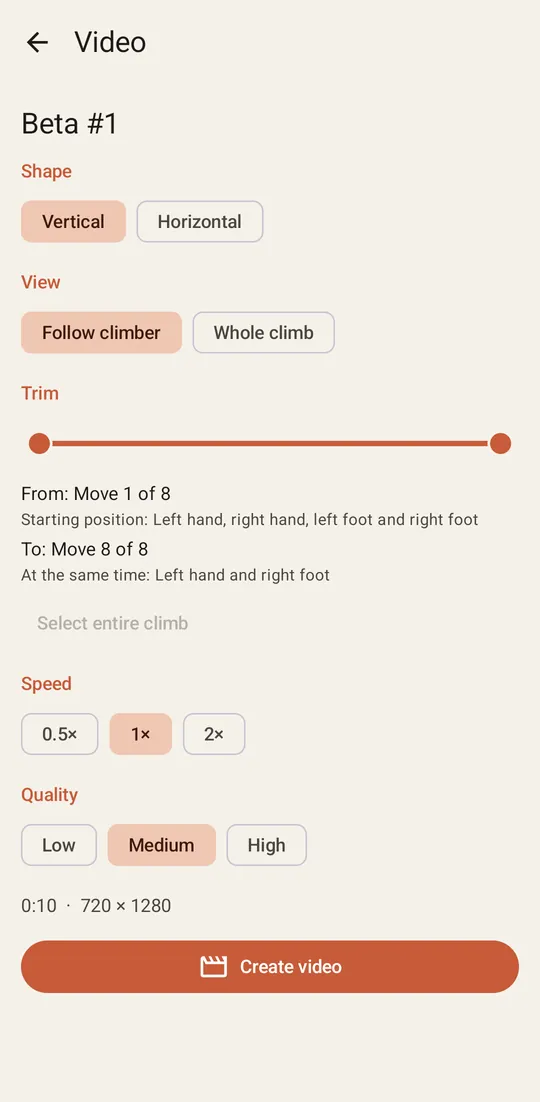 Video
Beta #1
Shape
Vertical Horizontal
View
Follow climber Whole climb
Trim
From: Move 1 of 8
Starting position: Left hand, right hand, left foot and right foot
To: Move 8 of 8
At the same time: Left hand and right foot
Select entire climb
Speed
0.5× 1× 2×
Quality
Low Medium High
0:10 · 720 × 1280
Create video